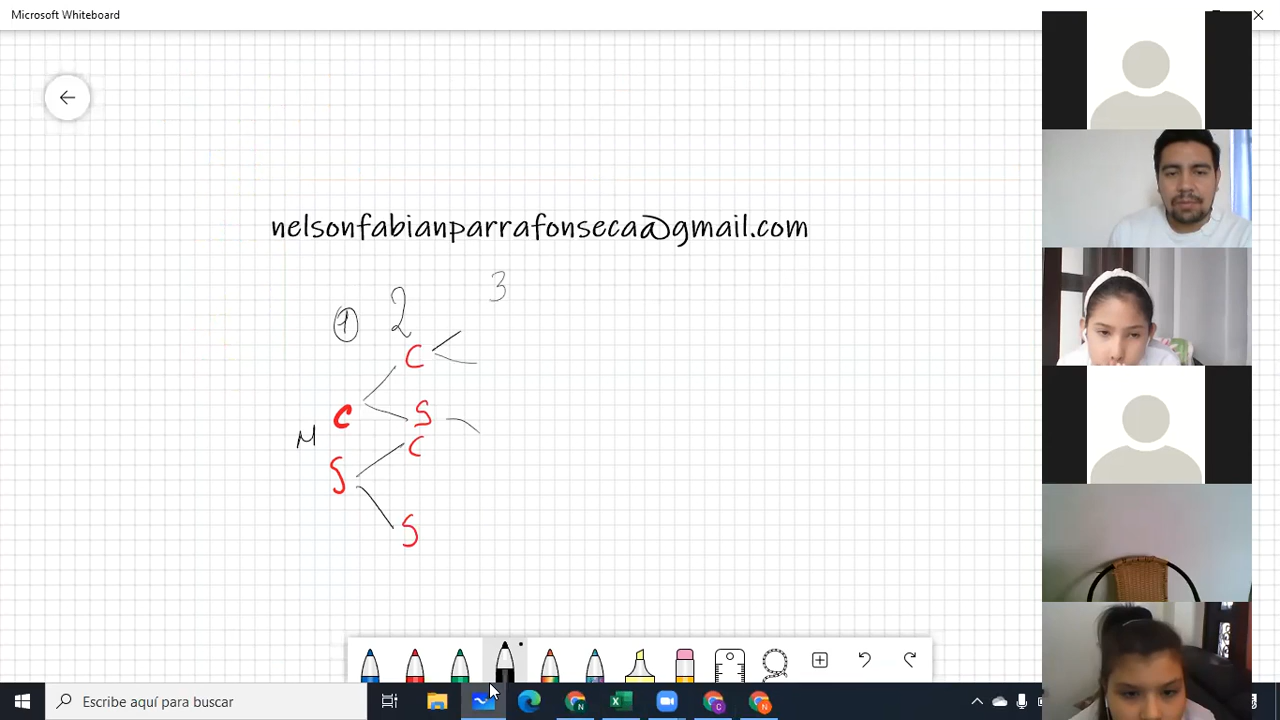 Microsoft Whiteboard
nelsonfabianparrafonseca@gmail.com
1 2 3
C
C S
M C
S
S
Escribe aquí para buscar